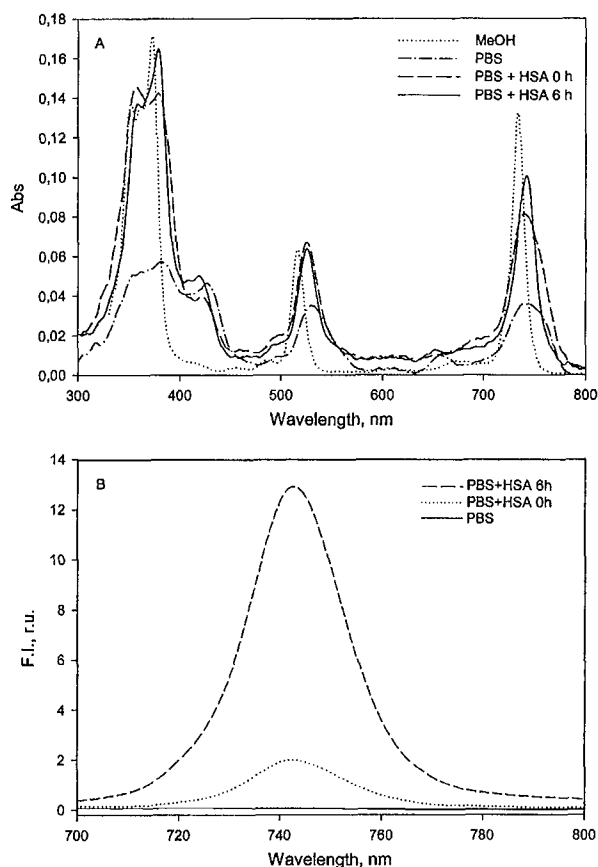 A
MeOH
PBS
PBS + HSA 0 h
PBS + HSA 6 h
0,18
0,16
0,14
0,12
0,10
0,08
0,06
0,04
0,02
0,00
Abs
300 400 500 600 700 800
Wavelength, nm
B
PBS+HSA 6h
PBS+HSA 0h
PBS
14
12
10
8
6
4
2
0
F.I., r.u.
700 720 740 760 780 800
Wavelength, nm